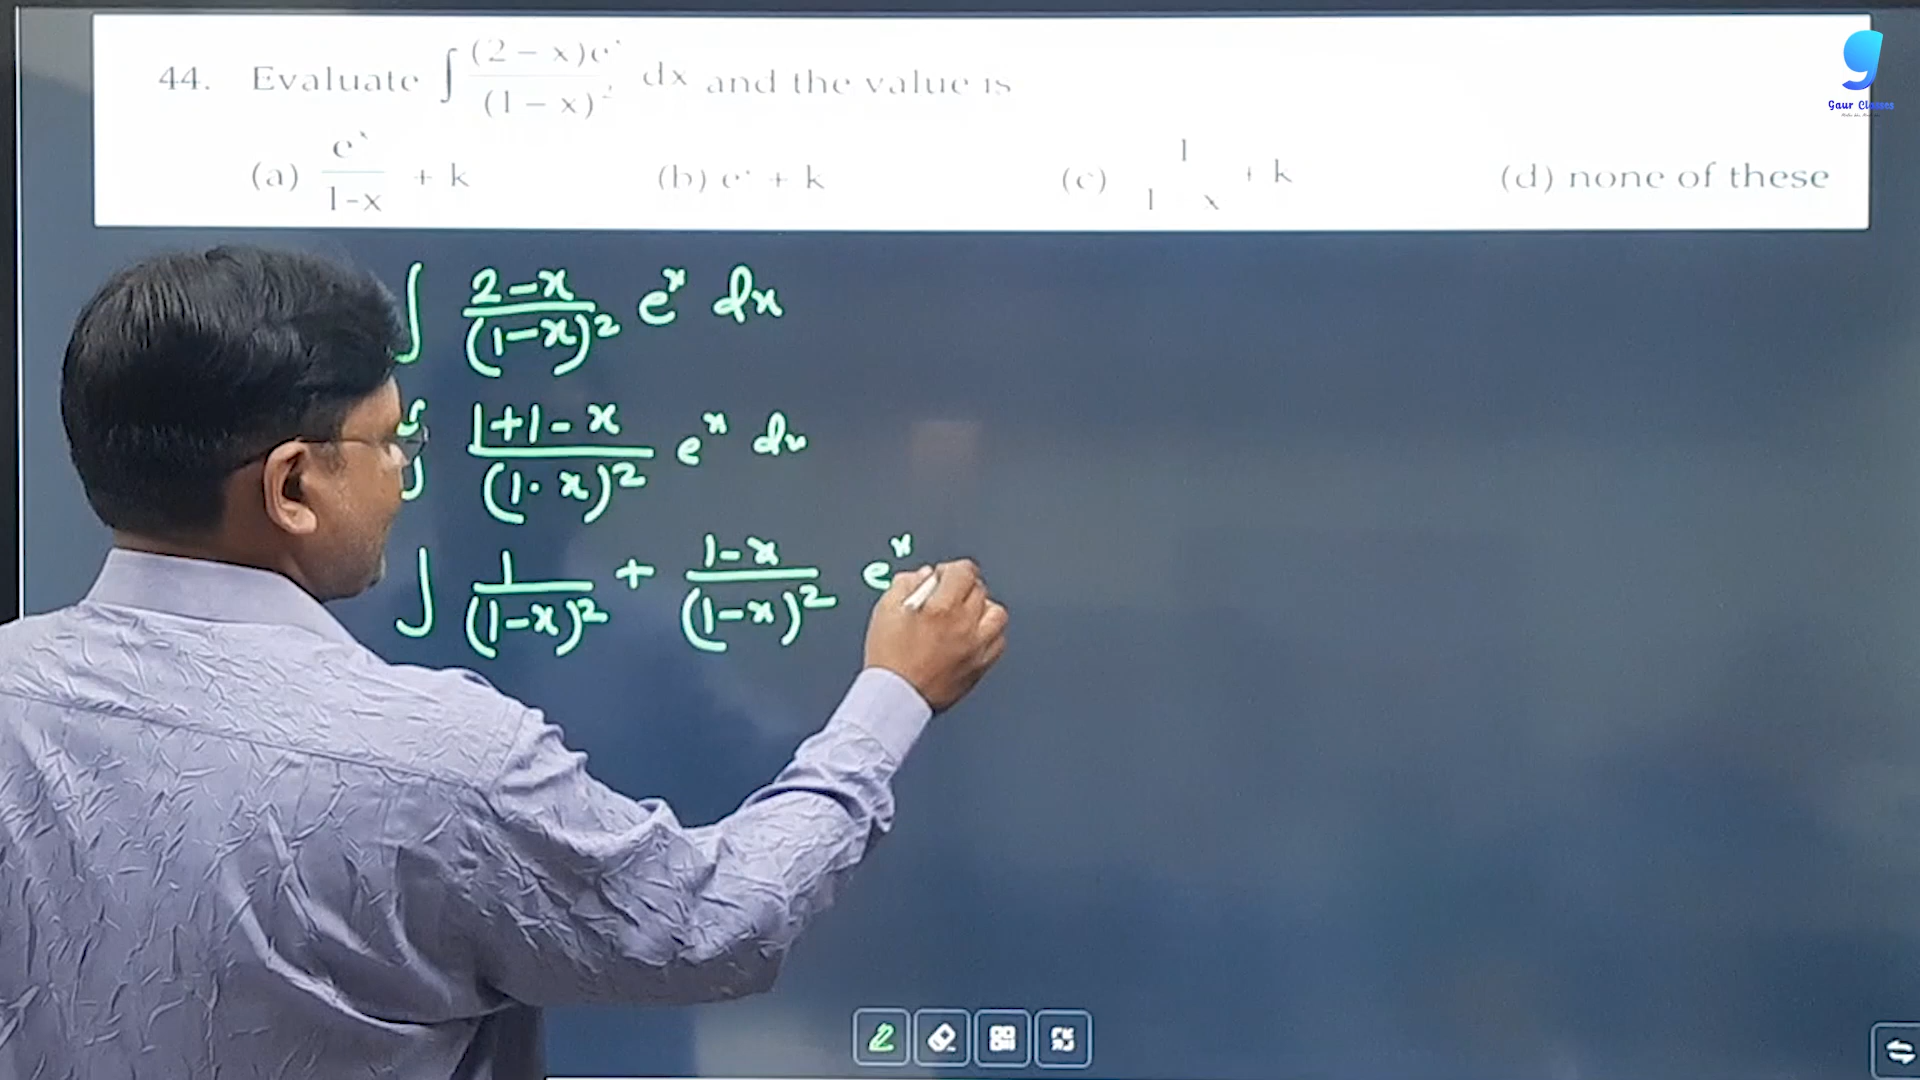 44. Evaluate ∫ (2 – x)eˣ / (1 – x)² dx and the value is
(a) eˣ / 1-x + k (b) eˣ + k (c) 1 / 1 x + k (d) none of these
∫ 2-x / (1-x)² eˣ dx
∫ 1+1-x / (1-x)² eˣ dx
∫ 1 / (1-x)² + 1-x / (1-x)² eˣ
g
Gaur Classes